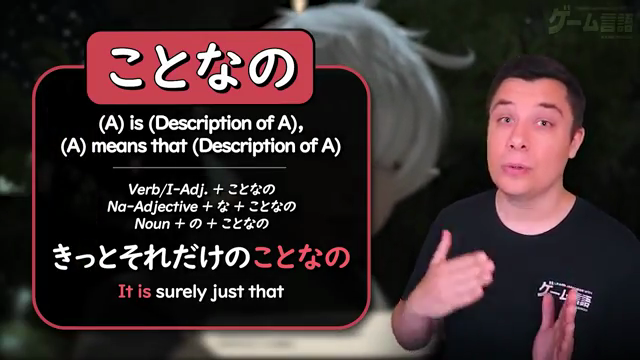 ことなの
(A) is (Description of A),
(A) means that (Description of A)
Verb/I-Adj. + ことなの
Na-Adjective + な + ことなの
Noun + の + ことなの
きっとそれだけのことなの
It is surely just that
ゲーム言語
ゲーム言語